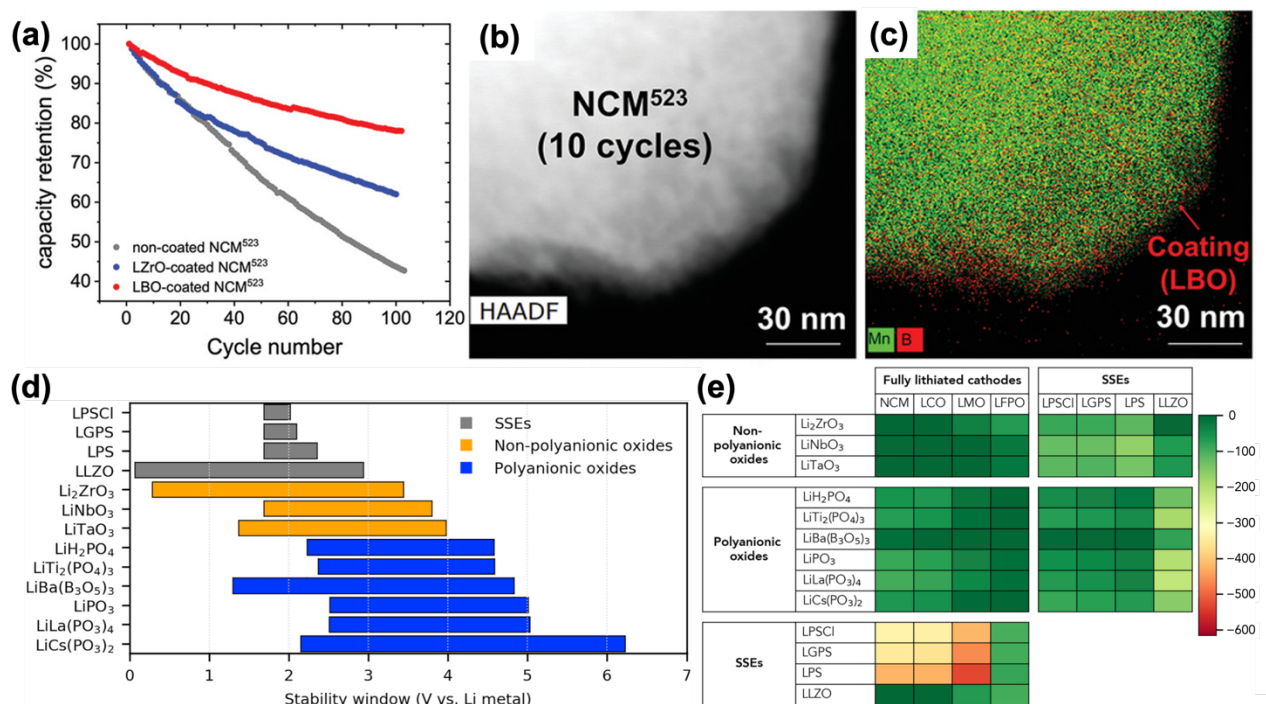 (a)
100
90
80
70
60
50
40
capacity retention (%)
non-coated NCM⁵²³
LZrO-coated NCM⁵²³
LBO-coated NCM⁵²³
0 20 40 60 80 100 120
Cycle number
(b)
NCM⁵²³
(10 cycles)
HAADF
30 nm
(c)
Coating
(LBO)
30 nm
Mn B
(d)
LPSCl
LGPS
LPS
LLZO
Li₂ZrO₃
LiNbO₃
LiTaO₃
LiH₂PO₄
LiTi₂(PO₄)₃
LiBa(B₃O₅)₃
LiPO₃
LiLa(PO₃)₄
LiCs(PO₃)₂
SSEs
Non-polyanionic oxides
Polyanionic oxides
0 1 2 3 4 5 6 7
Stability window (V vs. Li metal)
(e)
Fully lithiated cathodes SSEs
NCM LCO LMO LFPO LPSCl LGPS LPS LLZO
Non-
polyanionic
oxides
Li₂ZrO₃
LiNbO₃
LiTaO₃
Polyanionic
oxides
LiH₂PO₄
LiTi₂(PO₄)₃
LiBa(B₃O₅)₃
LiPO₃
LiLa(PO₃)₄
LiCs(PO₃)₂
SSEs
LPSCl
LGPS
LPS
LLZO
0
-100
-200
-300
-400
-500
-600